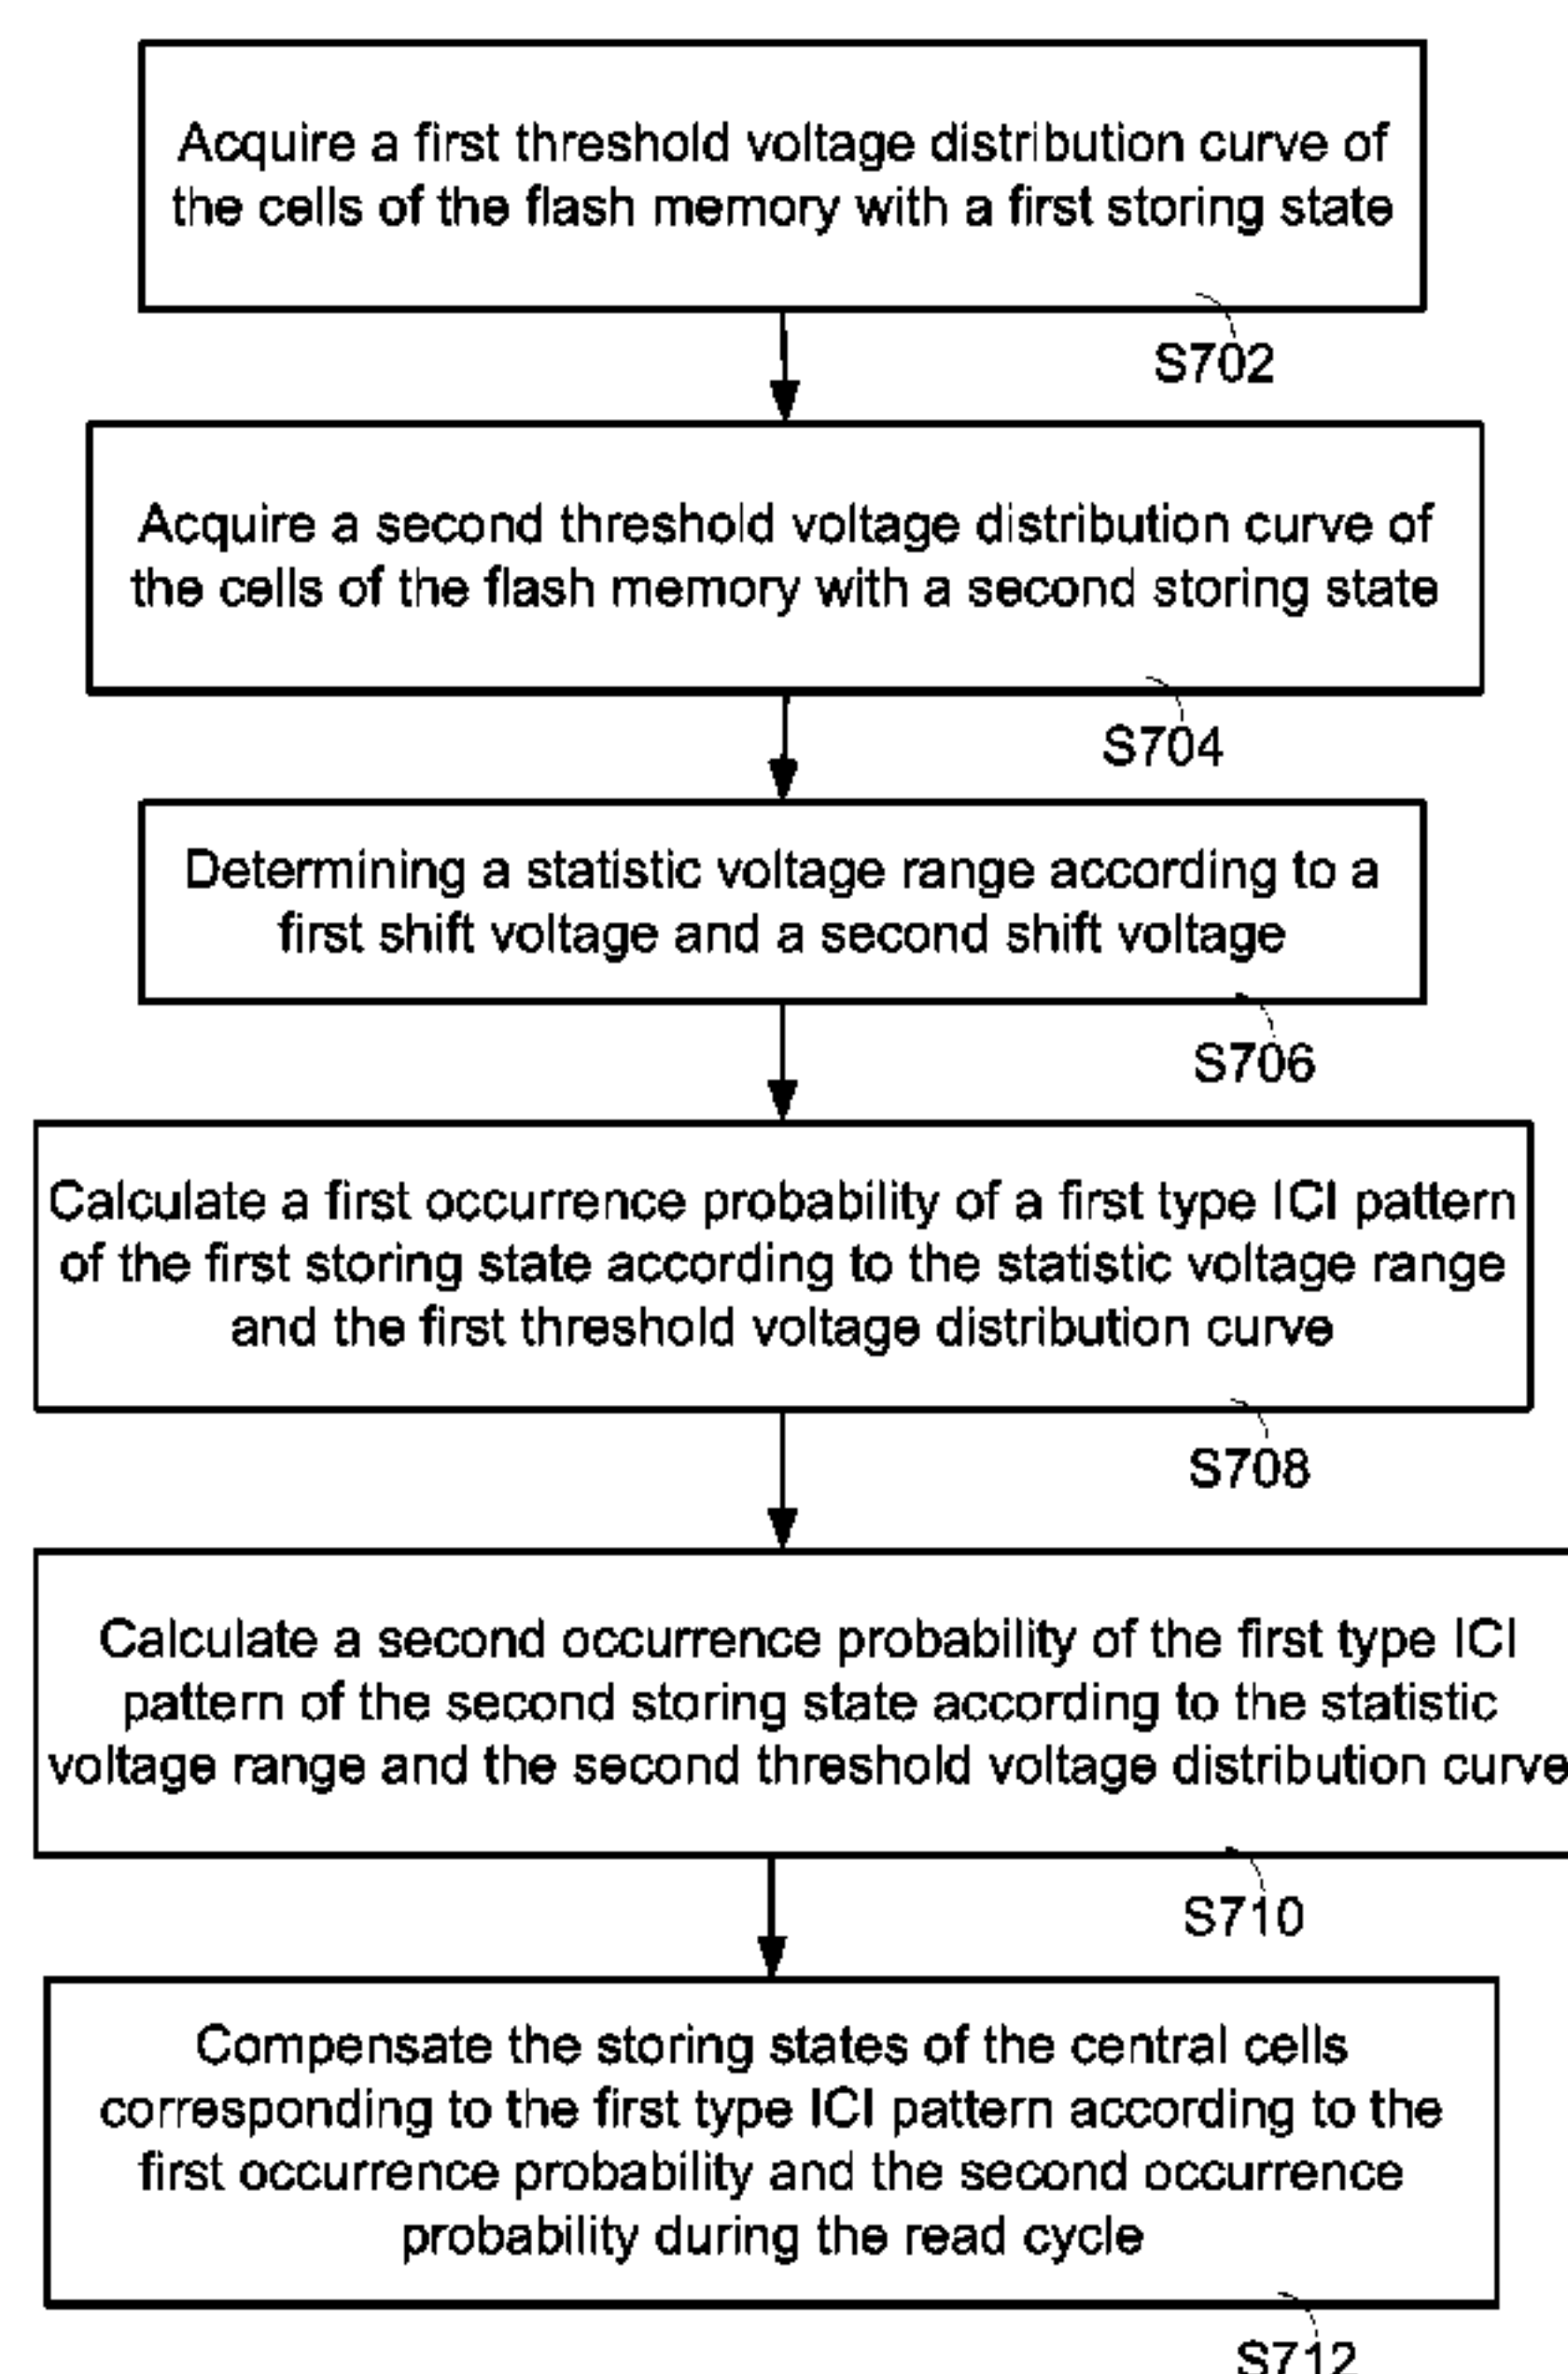 Acquire a first threshold voltage distribution curve of
the cells of the flash memory with a first storing state
S702
Acquire a second threshold voltage distribution curve of
the cells of the flash memory with a second storing state
S704
Determining a statistic voltage range according to a
first shift voltage and a second shift voltage
S706
Calculate a first occurrence probability of a first type ICI pattern
of the first storing state according to the statistic voltage range
and the first threshold voltage distribution curve
S708
Calculate a second occurrence probability of the first type ICI
pattern of the second storing state according to the statistic
voltage range and the second threshold voltage distribution curve
S710
Compensate the storing states of the central cells
corresponding to the first type ICI pattern according to the
first occurrence probability and the second occurrence
probability during the read cycle
S712